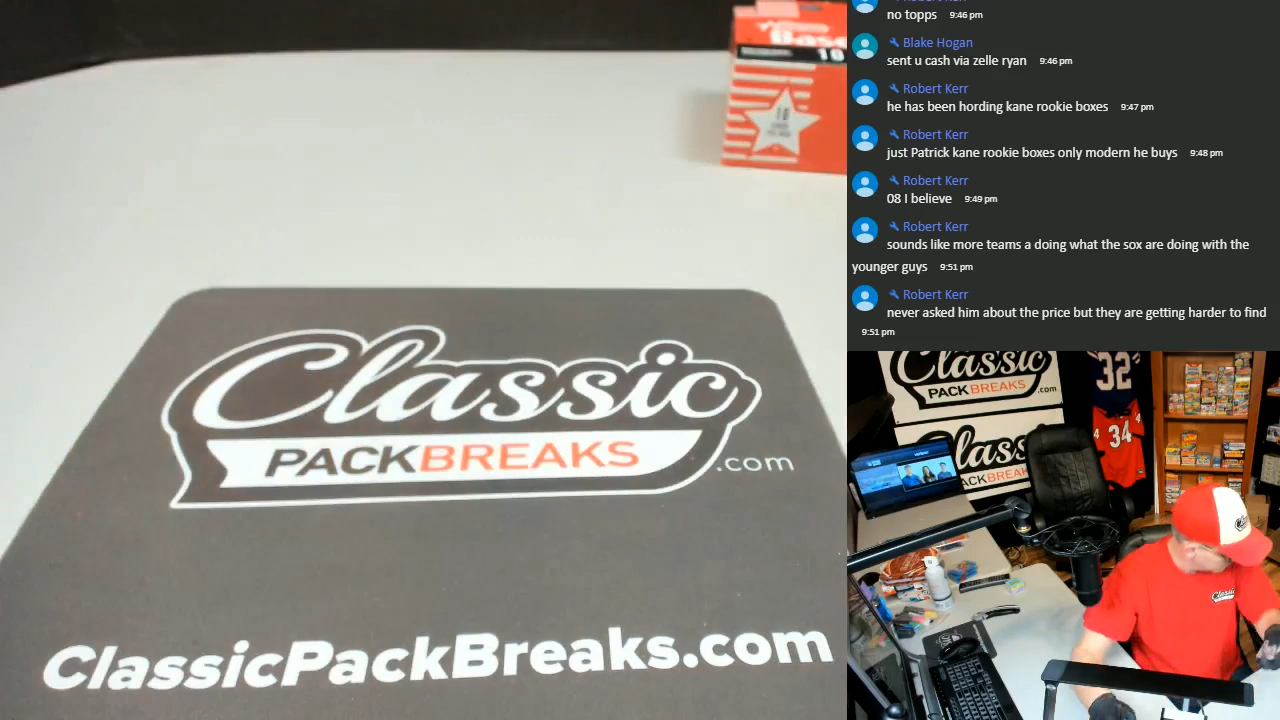 no topps 9:46 pm
Blake Hogan
sent u cash via zelle ryan 9:46 pm
Robert Kerr
he has been hording kane rookie boxes 9:47 pm
Robert Kerr
just Patrick kane rookie boxes only modern he buys 9:48 pm
Robert Kerr
08 I believe 9:49 pm
Robert Kerr
sounds like more teams a doing what the sox are doing with the
younger guys 9:51 pm
Robert Kerr
never asked him about the price but they are getting harder to find
9:51 pm
10
Classic
PACKBREAKS
.com
ClassicPackBreaks.com
Classic
PACKBREAKS
.com
32
34
4